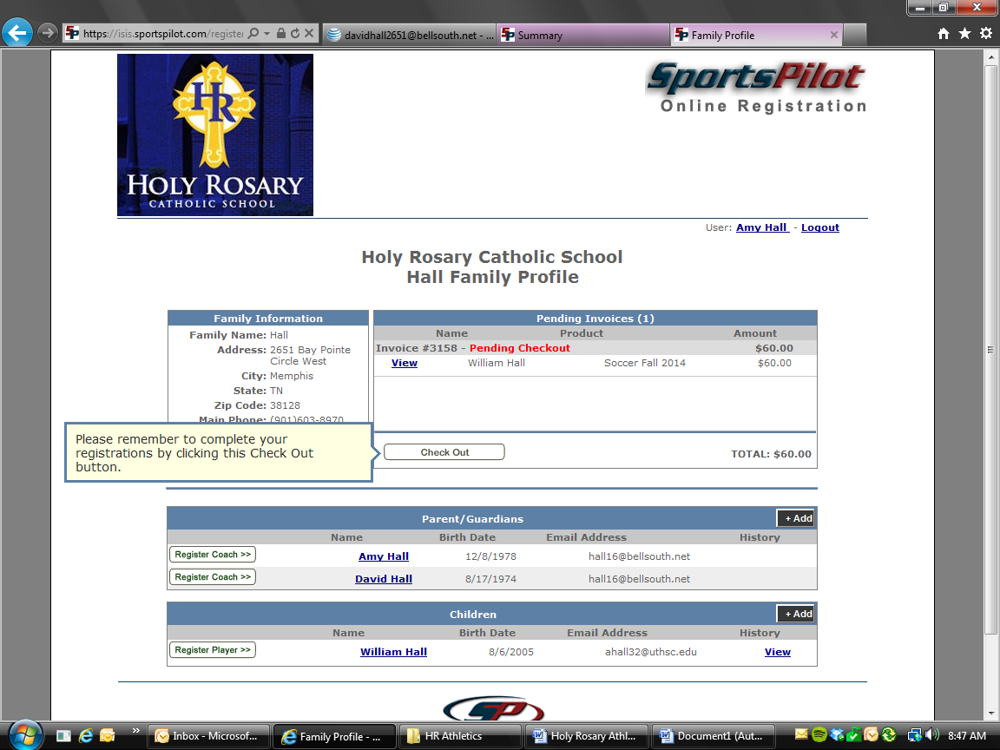 https://isis.sportspilot.com/register
davidhall2651@bellsouth.net - ...
Summary
Family Profile
HR
HOLY ROSARY
CATHOLIC SCHOOL
SportsPilot
Online Registration
User: Amy Hall - Logout
Holy Rosary Catholic School
Hall Family Profile
Family Information
Family Name: Hall
Address: 2651 Bay Pointe
Circle West
City: Memphis
State: TN
Zip Code: 38128
Main Phone: (901)603-8970
Pending Invoices (1)
Name Product Amount
Invoice #3158 - Pending Checkout $60.00
View William Hall Soccer Fall 2014 $60.00
Please remember to complete your
registrations by clicking this Check Out
button.
Check Out TOTAL: $60.00
Parent/Guardians + Add
Name Birth Date Email Address History
Register Coach >> Amy Hall 12/8/1978 hall16@bellsouth.net
Register Coach >> David Hall 8/17/1974 hall16@bellsouth.net
Children + Add
Name Birth Date Email Address History
Register Player >> William Hall 8/6/2005 ahall32@uthsc.edu View
SP
Inbox - Microsof...
Family Profile - ...
HR Athletics
Holy Rosary Athl...
Document1 (Aut...
8:47 AM